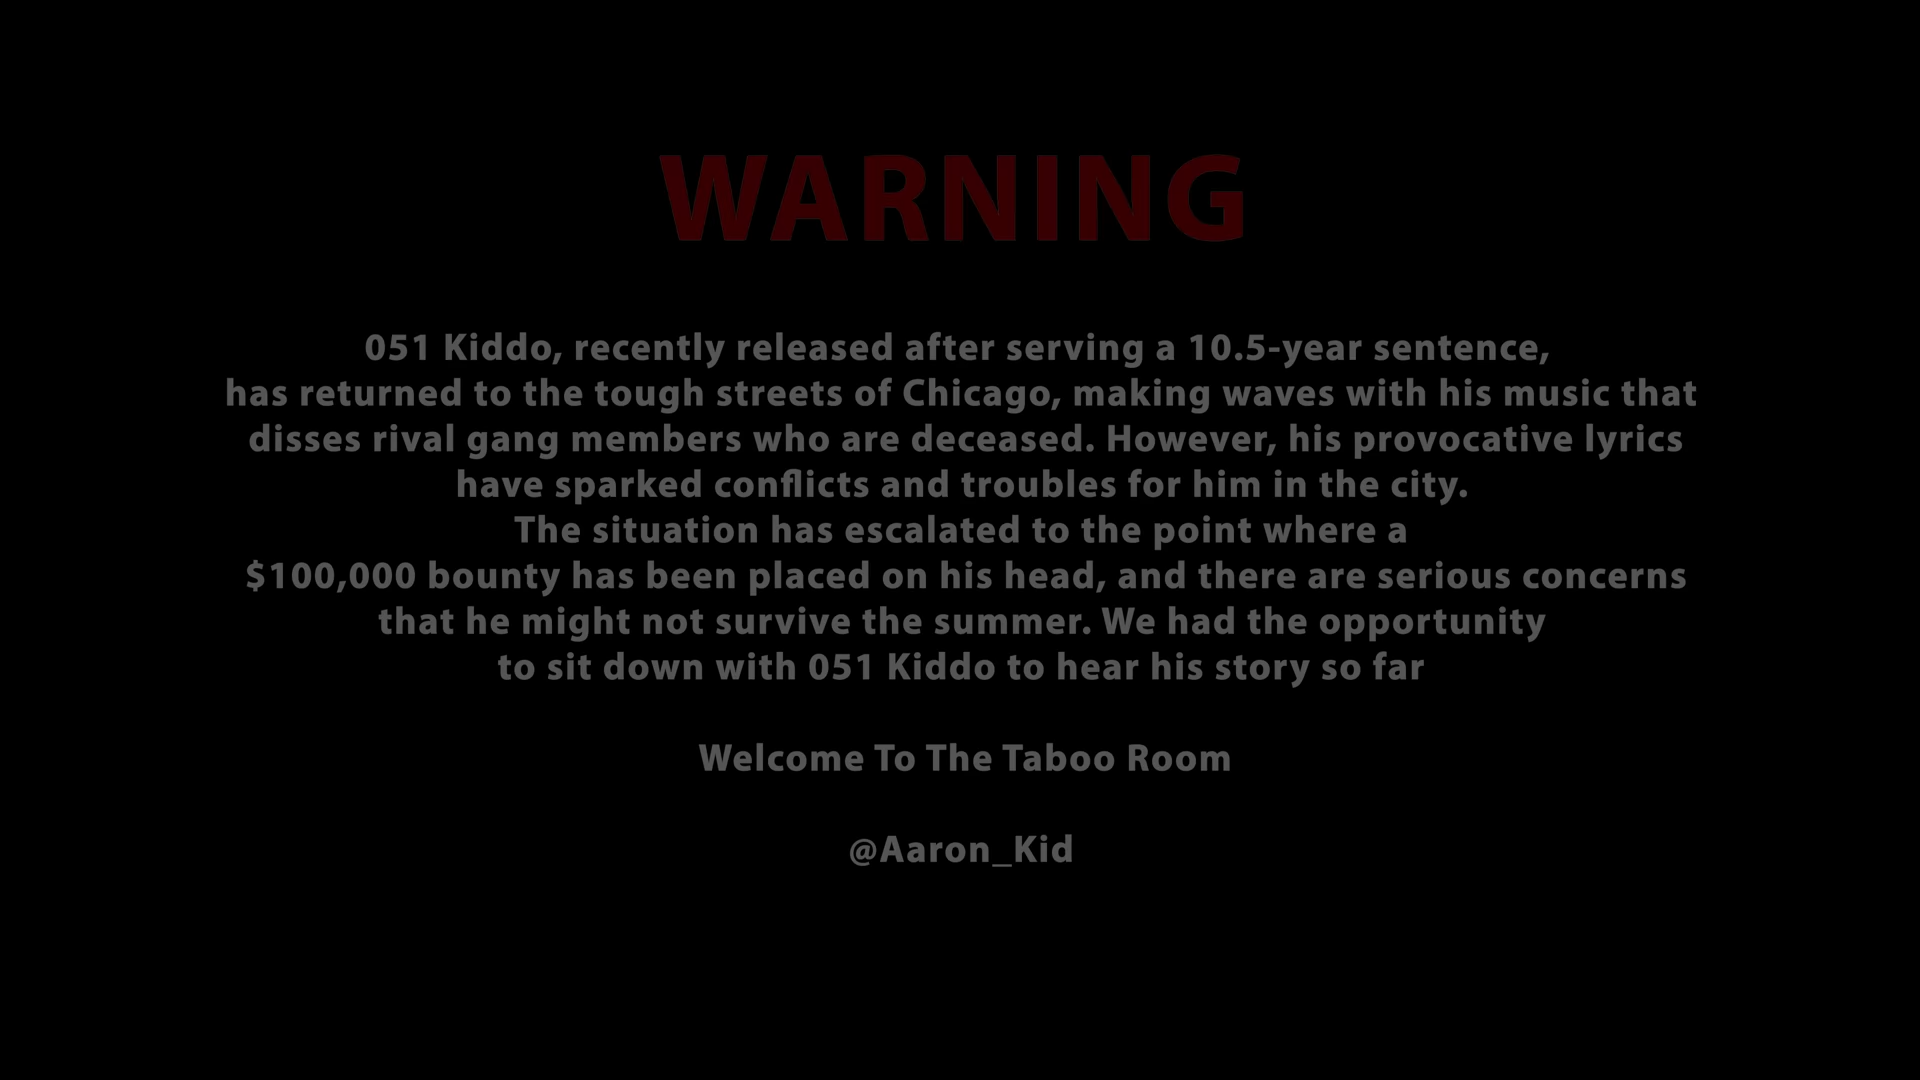 WARNING
051 Kiddo, recently released after serving a 10.5-year sentence,
has returned to the tough streets of Chicago, making waves with his music that
disses rival gang members who are deceased. However, his provocative lyrics
have sparked conflicts and troubles for him in the city.
The situation has escalated to the point where a
$100,000 bounty has been placed on his head, and there are serious concerns
that he might not survive the summer. We had the opportunity
to sit down with 051 Kiddo to hear his story so far
Welcome To The Taboo Room
@Aaron_Kid